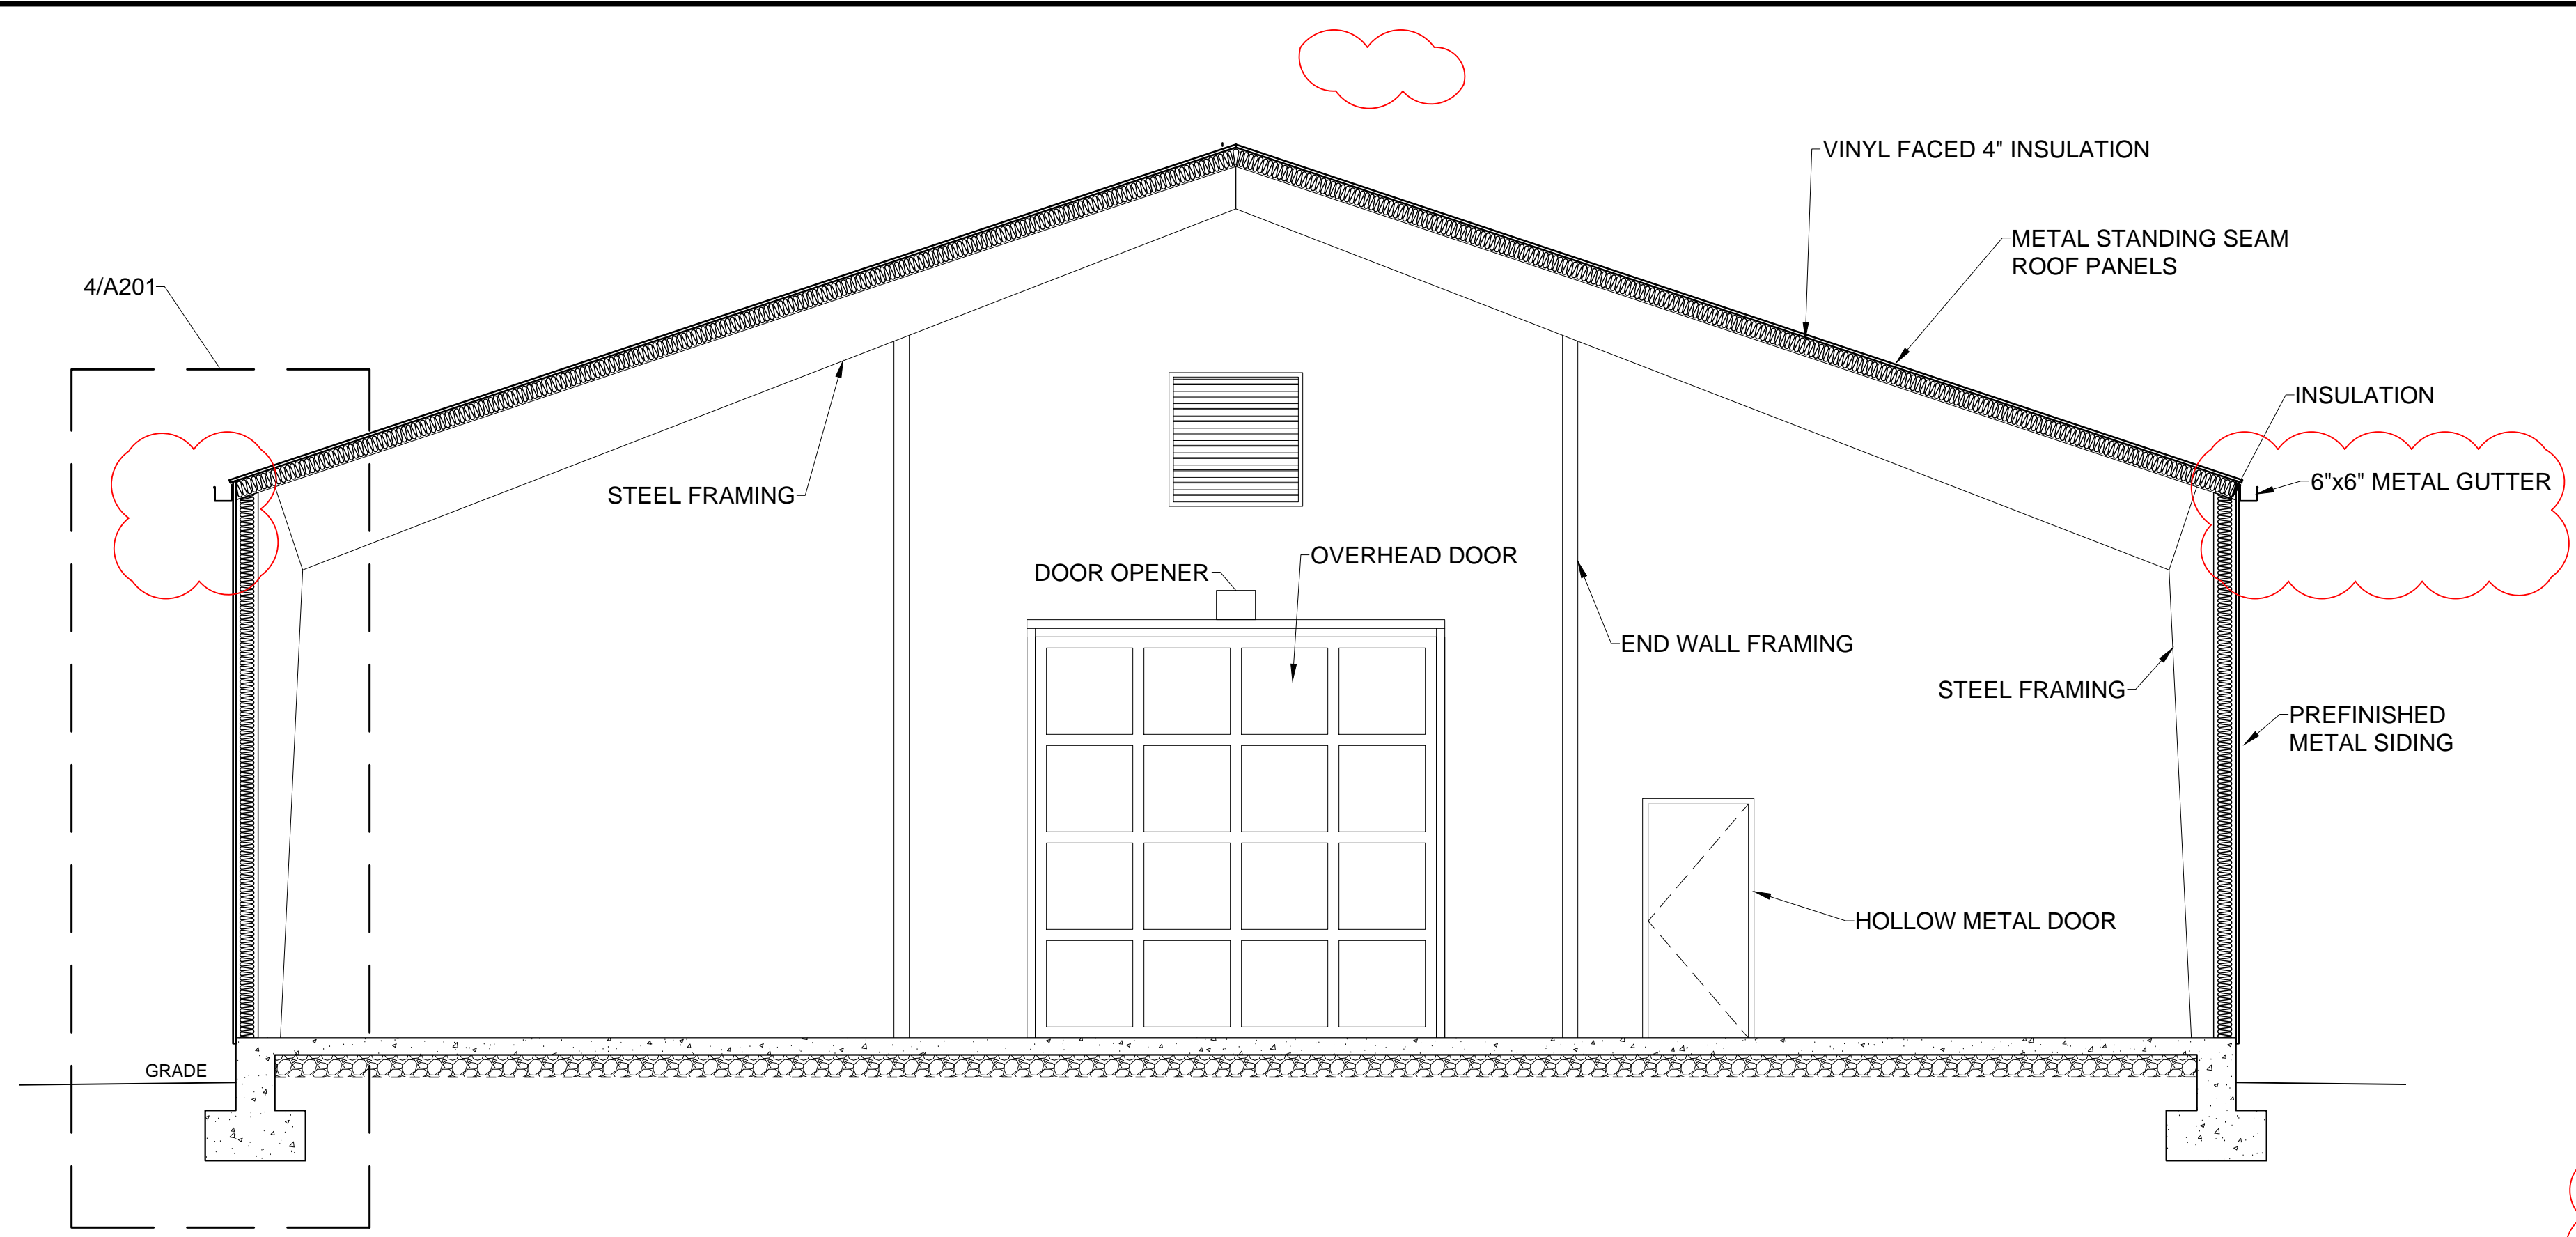 VINYL FACED 4" INSULATION
METAL STANDING SEAM
ROOF PANELS
4/A201
INSULATION
6"x6" METAL GUTTER
STEEL FRAMING
OVERHEAD DOOR
DOOR OPENER
END WALL FRAMING
STEEL FRAMING
PREFINISHED
METAL SIDING
HOLLOW METAL DOOR
GRADE